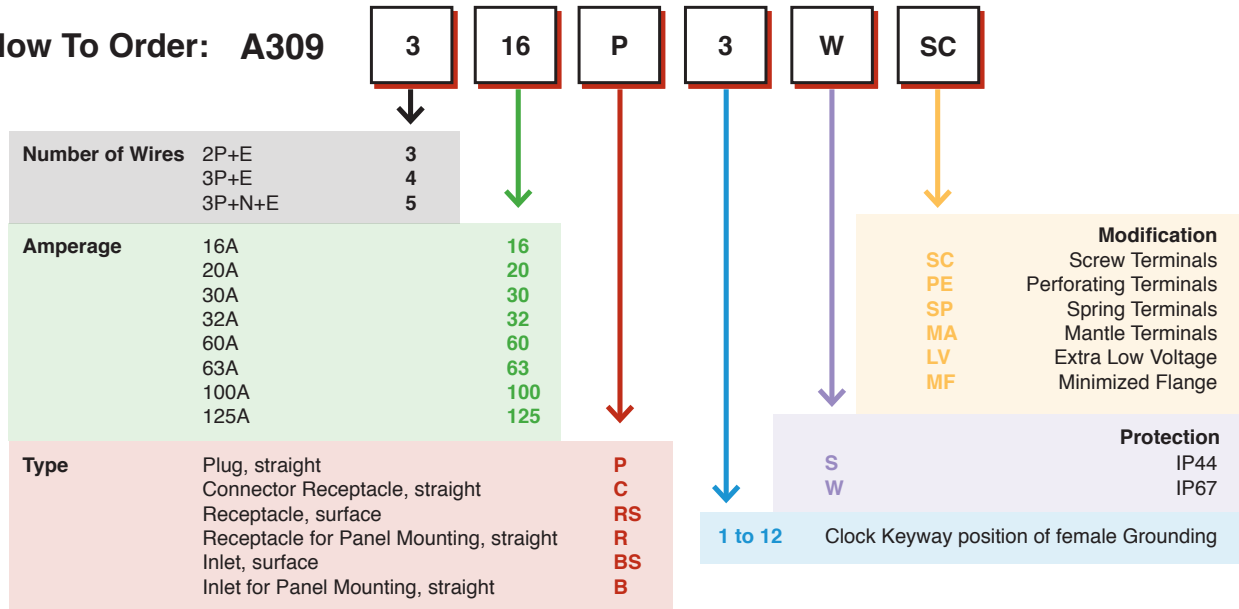 How To Order: A309 3 16 P 3 W SC
Number of Wires 2P+E 3
3P+E 4
3P+N+E 5
Amperage 16A 16
20A 20
30A 30
32A 32
60A 60
63A 63
100A 100
125A 125
Type Plug, straight P
Connector Receptacle, straight C
Receptacle, surface RS
Receptacle for Panel Mounting, straight R
Inlet, surface BS
Inlet for Panel Mounting, straight B
Modification
SC Screw Terminals
PE Perforating Terminals
SP Spring Terminals
MA Mantle Terminals
LV Extra Low Voltage
MF Minimized Flange
Protection
S IP44
W IP67
1 to 12 Clock Keyway position of female Grounding